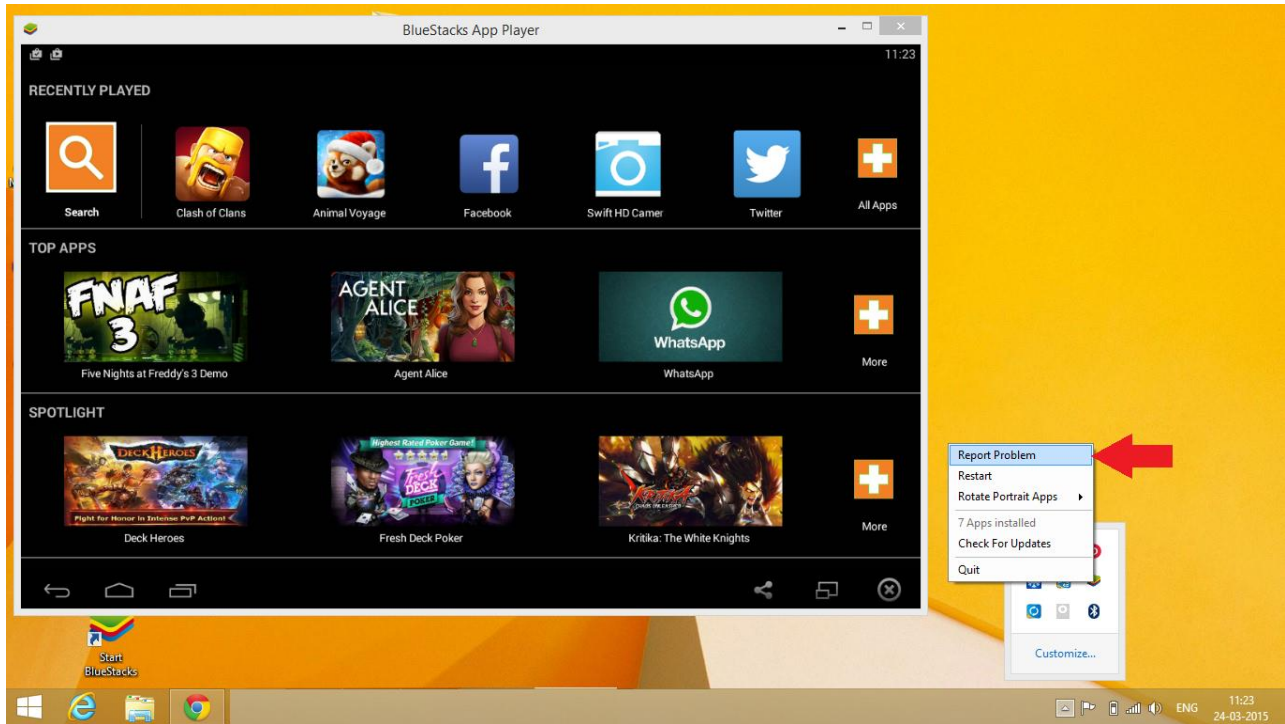 BlueStacks App Player
11:23
RECENTLY PLAYED
Search
Clash of Clans
Animal Voyage
Facebook
Swift HD Camer
Twitter
All Apps
TOP APPS
FNAF
3
AGENT
ALICE
WhatsApp
Five Nights at Freddy's 3 Demo
Agent Alice
WhatsApp
More
SPOTLIGHT
DECK HEROES
Fight for Honor in Intense PvP Action!
Highest Rated Poker Game!
Fresh
DECK
POKER
KRITIKA
CHAOS UNLEASHED
Deck Heroes
Fresh Deck Poker
Kritika: The White Knights
More
Report Problem
Restart
Rotate Portrait Apps
7 Apps installed
Check For Updates
Quit
Customize...
Start
BlueStacks
ENG
11:23
24-03-2015